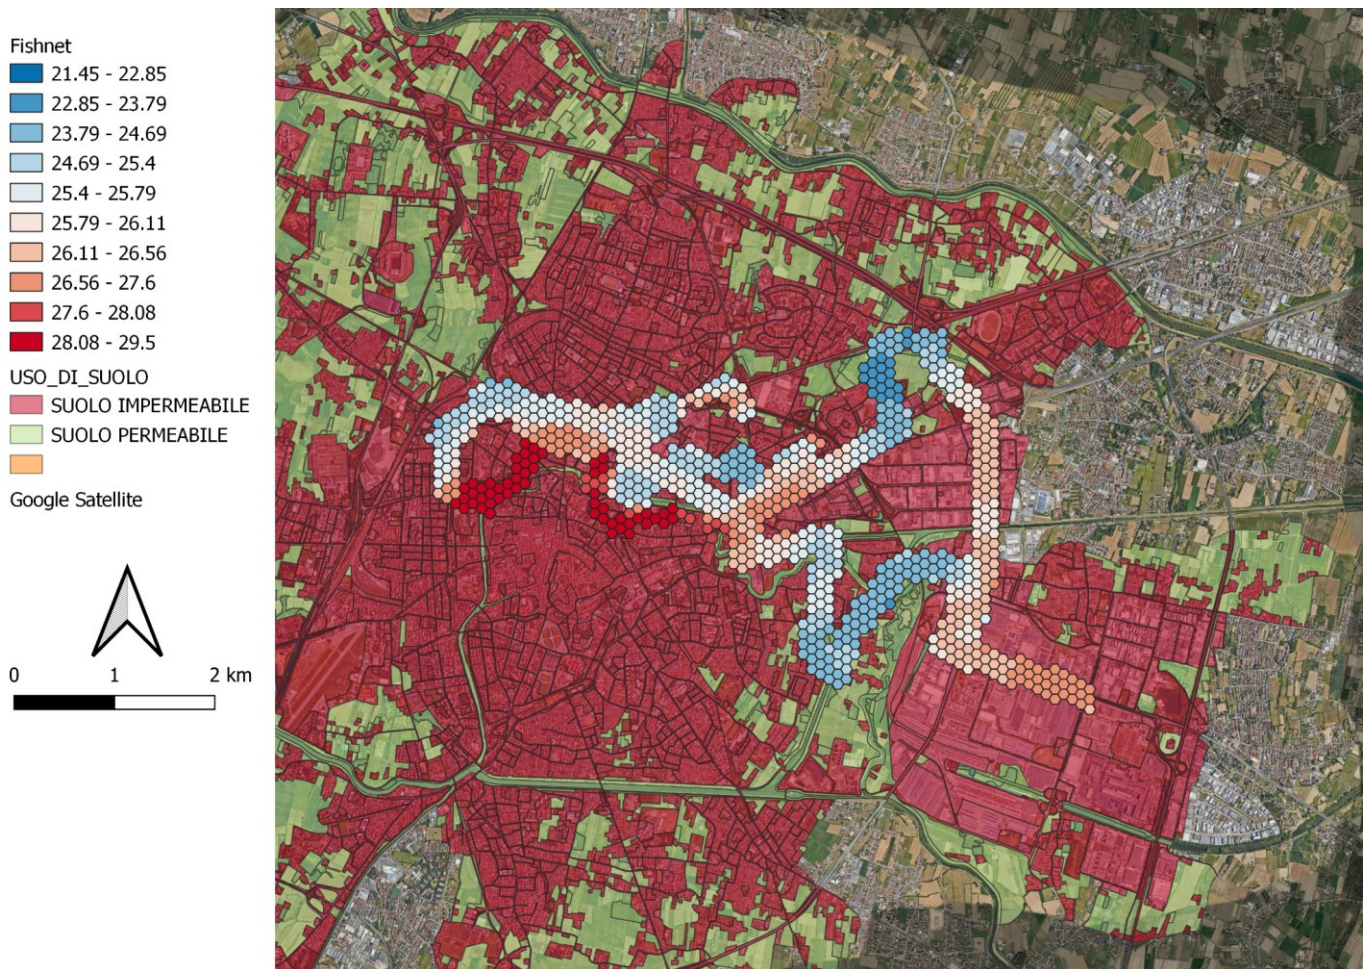 Fishnet
21.45 - 22.85
22.85 - 23.79
23.79 - 24.69
24.69 - 25.4
25.4 - 25.79
25.79 - 26.11
26.11 - 26.56
26.56 - 27.6
27.6 - 28.08
28.08 - 29.5
USO_DI_SUOLO
SUOLO IMPERMEABILE
SUOLO PERMEABILE
Google Satellite
0 1 2 km